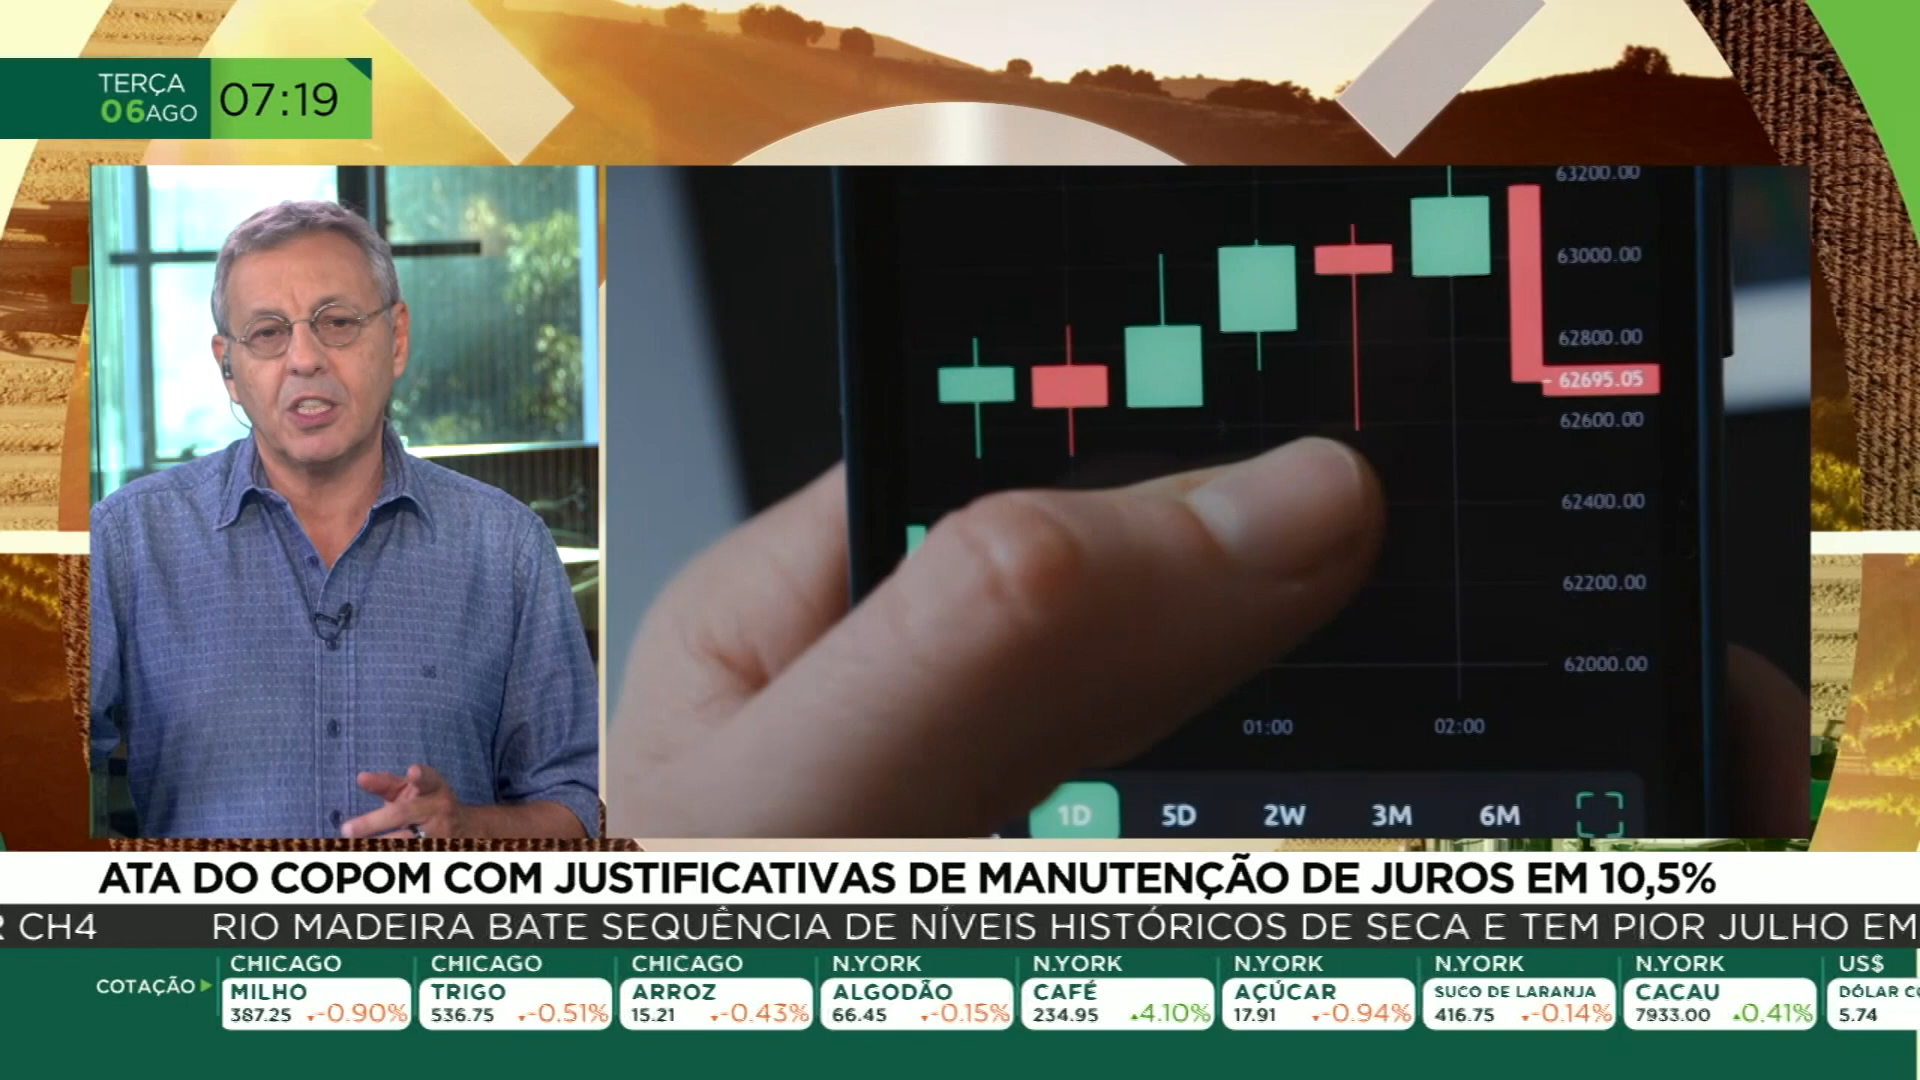 TERÇA
06AGO
07:19
63200.00
63000.00
62800.00
62695.05
62600.00
62400.00
62200.00
62000.00
01:00 02:00
1D 5D 2W 3M 6M
ATA DO COPOM COM JUSTIFICATIVAS DE MANUTENÇÃO DE JUROS EM 10,5%
CH4 RIO MADEIRA BATE SEQUÊNCIA DE NÍVEIS HISTÓRICOS DE SECA E TEM PIOR JULHO EM
COTAÇÃO
CHICAGO
MILHO
387.25 -0.90%
CHICAGO
TRIGO
536.75 -0.51%
CHICAGO
ARROZ
15.21 -0.43%
N.YORK
ALGODÃO
66.45 -0.15%
N.YORK
CAFÉ
234.95 4.10%
N.YORK
AÇÚCAR
17.91 -0.94%
N.YORK
SUCO DE LARANJA
416.75 -0.14%
N.YORK
CACAU
7933.00 0.41%
US$
DÓLAR
5.74